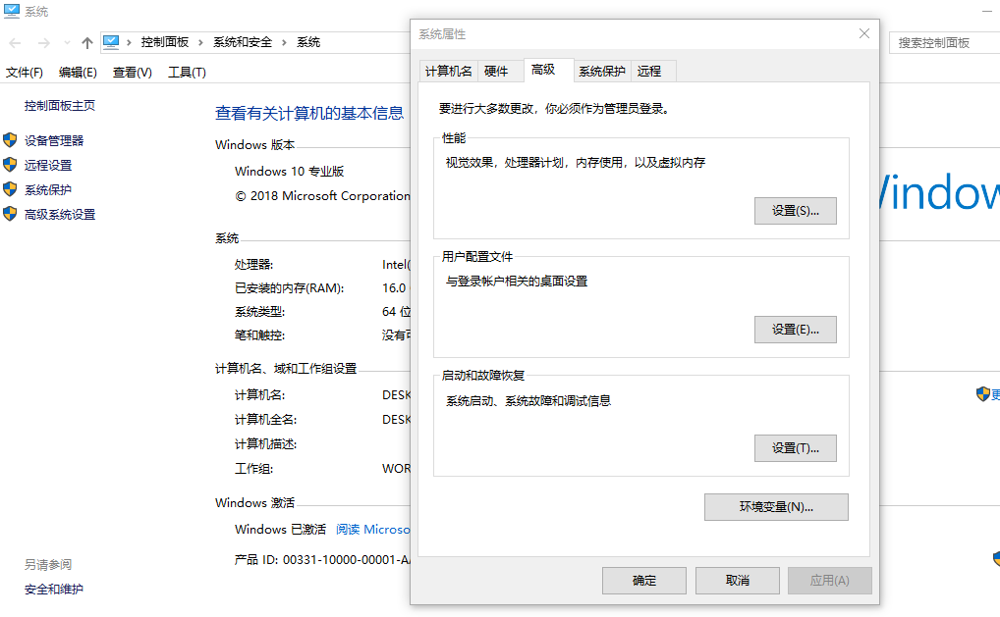 系统
控制面板 › 系统和安全 › 系统
搜索控制面板
文件(F) 编辑(E) 查看(V) 工具(T)
控制面板主页
设备管理器
远程设置
系统保护
高级系统设置
另请参阅
安全和维护
查看有关计算机的基本信息
Windows 版本
Windows 10 专业版
© 2018 Microsoft Corporation
系统
处理器: Intel(
已安装的内存(RAM): 16.0
系统类型: 64 位
笔和触控: 没有可
计算机名、域和工作组设置
计算机名: DESK
计算机全名: DESK
计算机描述:
工作组: WOR
Windows 激活
Windows 已激活 阅读 Microso
产品 ID: 00331-10000-00001-A
Window
更
系统属性
计算机名 硬件 高级 系统保护 远程
要进行大多数更改，你必须作为管理员登录。
性能
视觉效果，处理器计划，内存使用，以及虚拟内存
设置(S)...
用户配置文件
与登录帐户相关的桌面设置
设置(E)...
启动和故障恢复
系统启动、系统故障和调试信息
设置(T)...
环境变量(N)...
确定 取消 应用(A)